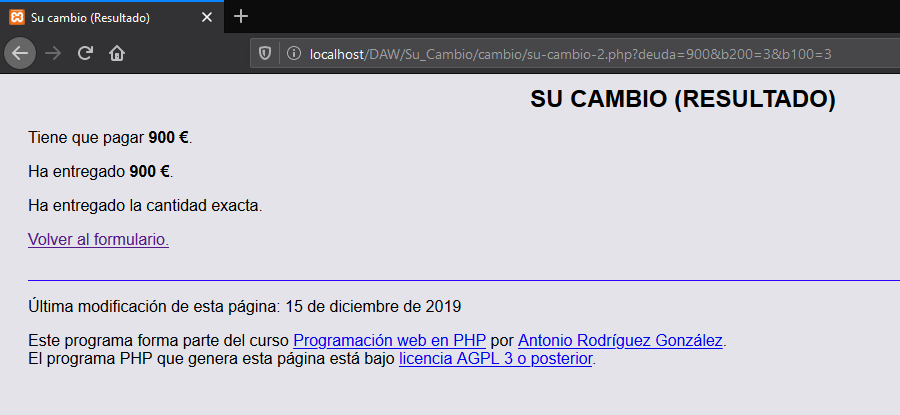 Su cambio (Resultado)
localhost/DAW/Su_Cambio/cambio/su-cambio-2.php?deuda=900&b200=3&b100=3
SU CAMBIO (RESULTADO)
Tiene que pagar 900 €.
Ha entregado 900 €.
Ha entregado la cantidad exacta.
Volver al formulario.
Última modificación de esta página: 15 de diciembre de 2019
Este programa forma parte del curso Programación web en PHP por Antonio Rodríguez González.
El programa PHP que genera esta página está bajo licencia AGPL 3 o posterior.